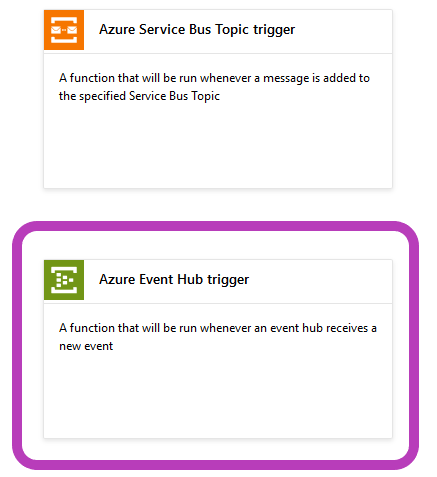 Azure Service Bus Topic trigger
A function that will be run whenever a message is added to
the specified Service Bus Topic
Azure Event Hub trigger
A function that will be run whenever an event hub receives a
new event